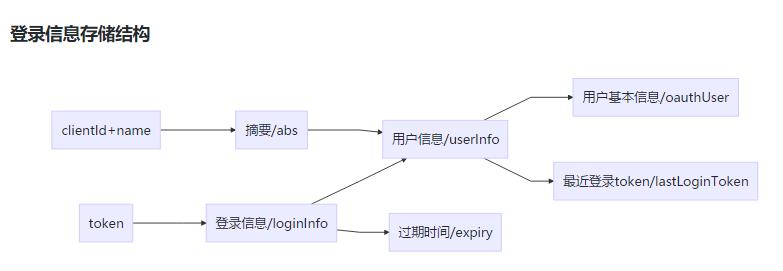 登录信息存储结构
用户基本信息/oauthUser
clientId+name
摘要/abs
用户信息/userInfo
最近登录token/lastLoginToken
token
登录信息/loginInfo
过期时间/expiry